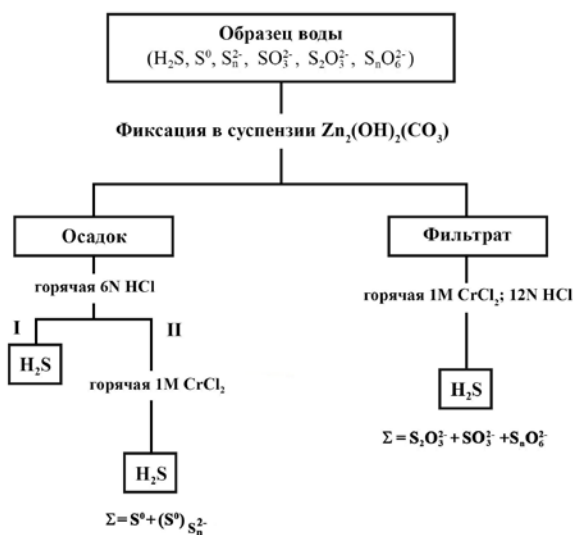 Образец воды
(H₂S, S⁰, Sₙ²⁻, SO₃²⁻, S₂O₃²⁻, SₙO₆²⁻)
Фиксация в суспензии Zn₂(OH)₂(CO₃)
Осадок
Фильтрат
горячая 6N HCl
горячая 1M CrCl₂; 12N HCl
I
II
H₂S
горячая 1M CrCl₂
H₂S
Σ = S₂O₃²⁻ + SO₃²⁻ + SₙO₆²⁻
H₂S
Σ = S⁰ + (S⁰) Sₙ²⁻